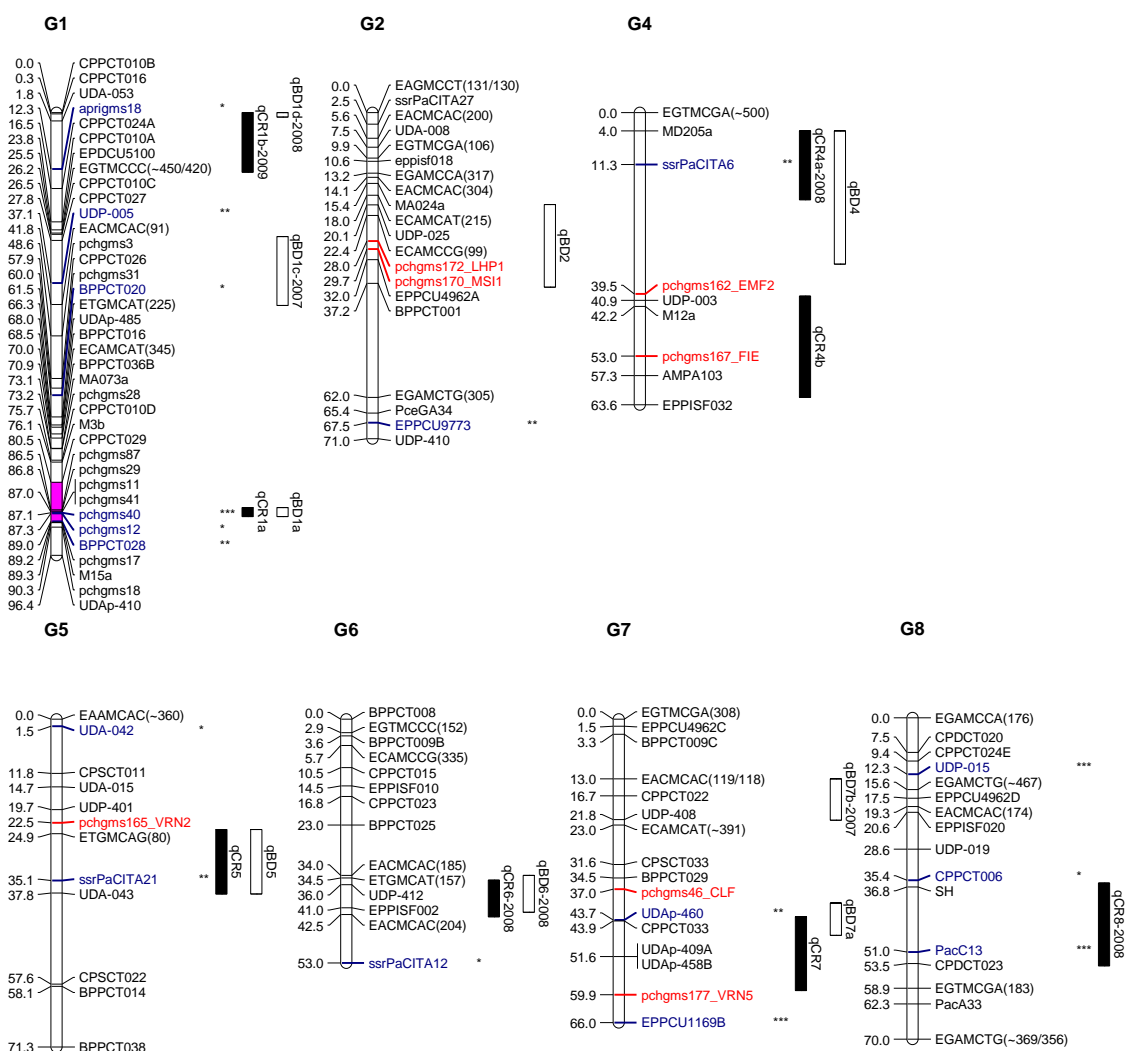 G1
0.0 CPPCT010B
0.3 CPPCT016
1.8 UDA-053
12.3 aprigms18 *
16.5 CPPCT024A
23.8 CPPCT010A
25.5 EPDCU5100
26.2 EGTMCCC(~450/420)
26.5 CPPCT010C
27.8 CPPCT027
37.1 UDP-005 **
41.8 EACMCAC(91)
48.6 pchgms3
57.9 CPPCT026
60.0 pchgms31
61.5 BPPCT020 *
66.3 ETGMCAT(225)
68.0 UDAp-485
68.5 BPPCT016
70.0 ECAMCAT(345)
70.9 BPPCT036B
73.1 MA073a
73.2 pchgms28
75.7 CPPCT010D
76.1 M3b
80.5 CPPCT029
86.5 pchgms87
86.8 pchgms29
87.0 pchgms11
pchgms41
87.1 pchgms40 ***
87.3 pchgms12 *
89.0 BPPCT028 **
89.2 pchgms17
89.3 M15a
90.3 pchgms18
96.4 UDAp-410
qCR1b-2009
qBD1d-2008
qBD1c-2007
qCR1a
qBD1a
G2
0.0 EAGMCCT(131/130)
2.5 ssrPaCITA27
5.6 EACMCAC(200)
7.5 UDA-008
9.9 EGTMCGA(106)
10.6 eppisf018
13.2 EGAMCCA(317)
14.1 EACMCAC(304)
15.4 MA024a
18.0 ECAMCAT(215)
20.1 UDP-025
22.4 ECAMCCG(99)
28.0 pchgms172_LHP1
29.7 pchgms170_MSI1
32.0 EPPCU4962A
37.2 BPPCT001
62.0 EGAMCTG(305)
65.4 PceGA34
67.5 EPPCU9773 **
71.0 UDP-410
qBD2
G4
0.0 EGTMCGA(~500)
4.0 MD205a
11.3 ssrPaCITA6 **
39.5 pchgms162_EMF2
40.9 UDP-003
42.2 M12a
53.0 pchgms167_FIE
57.3 AMPA103
63.6 EPPISF032
qCR4a-2008
qBD4
qCR4b
G5
0.0 EAAMCAC(~360)
1.5 UDA-042 *
11.8 CPSCT011
14.7 UDA-015
19.7 UDP-401
22.5 pchgms165_VRN2
24.9 ETGMCAG(80)
35.1 ssrPaCITA21 **
37.8 UDA-043
57.6 CPSCT022
58.1 BPPCT014
71.3 BPPCT038
qCR5
qBD5
G6
0.0 BPPCT008
2.9 EGTMCCC(152)
3.6 BPPCT009B
5.7 ECAMCCG(335)
10.5 CPPCT015
14.5 EPPISF010
16.8 CPPCT023
23.0 BPPCT025
34.0 EACMCAC(185)
34.5 ETGMCAT(157)
36.0 UDP-412
41.0 EPPISF002
42.5 EACMCAC(204)
53.0 ssrPaCITA12 *
qCR6-2008
qBD6-2008
G7
0.0 EGTMCGA(308)
1.5 EPPCU4962C
3.3 BPPCT009C
13.0 EACMCAC(119/118)
16.7 CPPCT022
21.8 UDP-408
23.0 ECAMCAT(~391)
31.6 CPSCT033
34.5 BPPCT029
37.0 pchgms46_CLF
43.7 UDAp-460 **
43.9 CPPCT033
51.6 UDAp-409A
UDAp-458B
59.9 pchgms177_VRN5
66.0 EPPCU1169B ***
qCR7
qBD7b-2007
qBD7a
G8
0.0 EGAMCCA(176)
7.5 CPDCT020
9.4 CPPCT024E
12.3 UDP-015 ***
15.6 EGAMCTG(~467)
17.5 EPPCU4962D
19.3 EACMCAC(174)
20.6 EPPISF020
28.6 UDP-019
35.4 CPPCT006 *
36.8 SH
51.0 PacC13 ***
53.5 CPDCT023
58.9 EGTMCGA(183)
62.3 PacA33
70.0 EGAMCTG(~369/356)
qCR8-2008